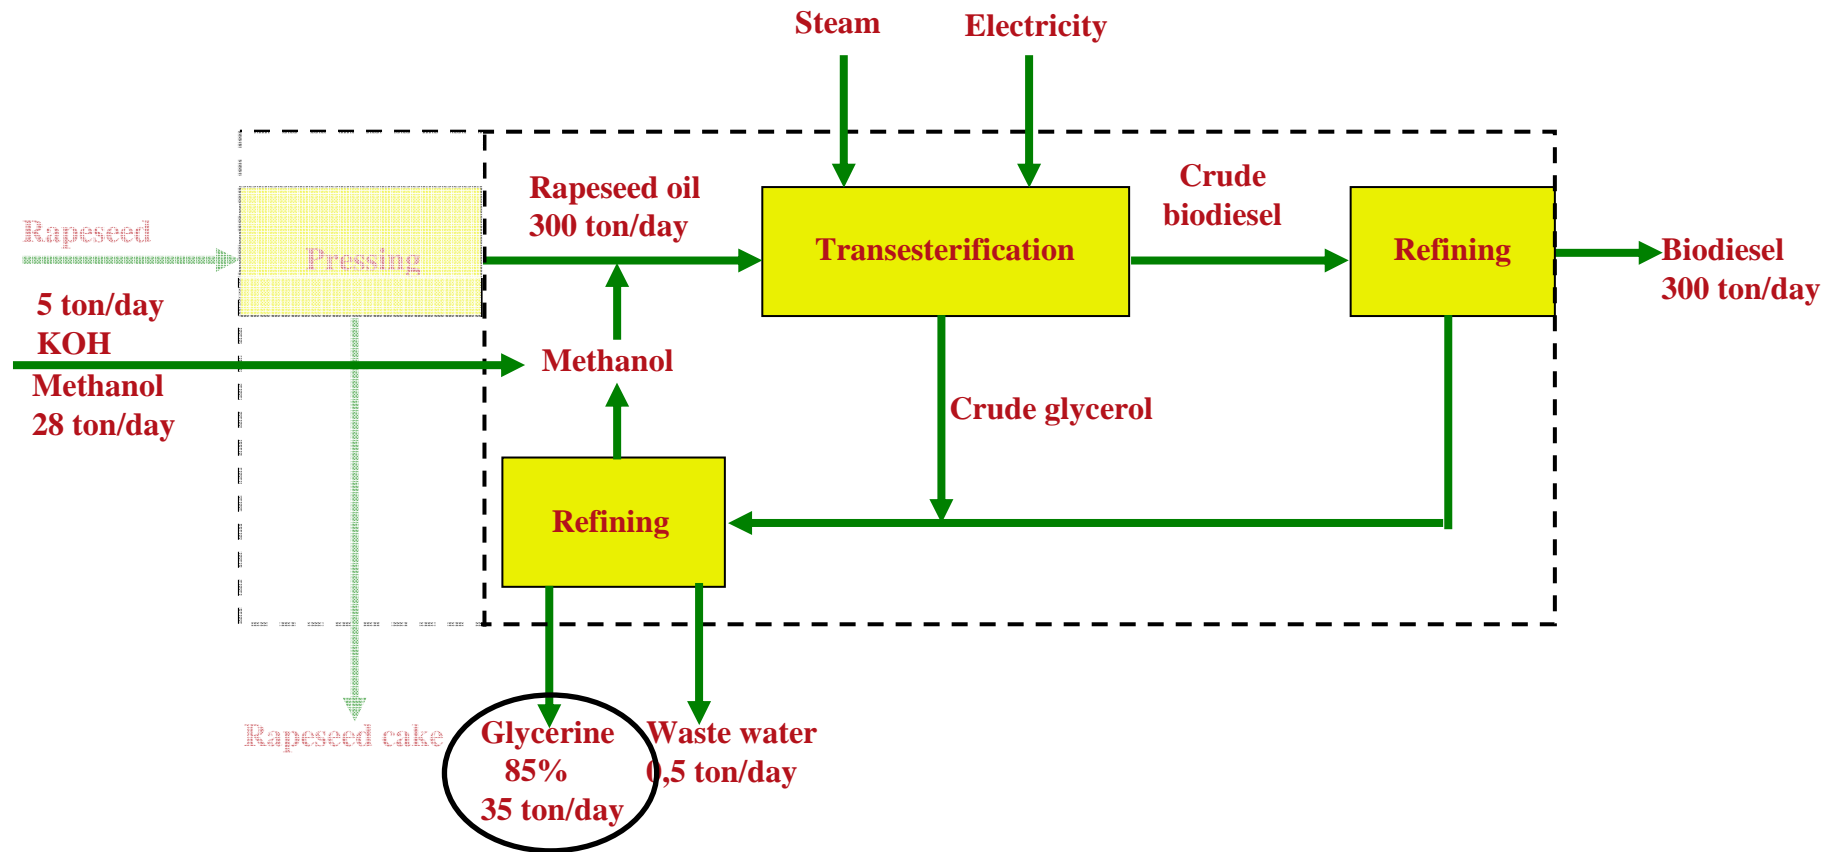 Steam
Electricity
Rapeseed oil
300 ton/day
Crude
biodiesel
Rapeseed
Pressing
Transesterification
Refining
Biodiesel
300 ton/day
5 ton/day
KOH
Methanol
28 ton/day
Methanol
Crude glycerol
Refining
Rapeseed cake
Glycerine
85%
35 ton/day
Waste water
0,5 ton/day